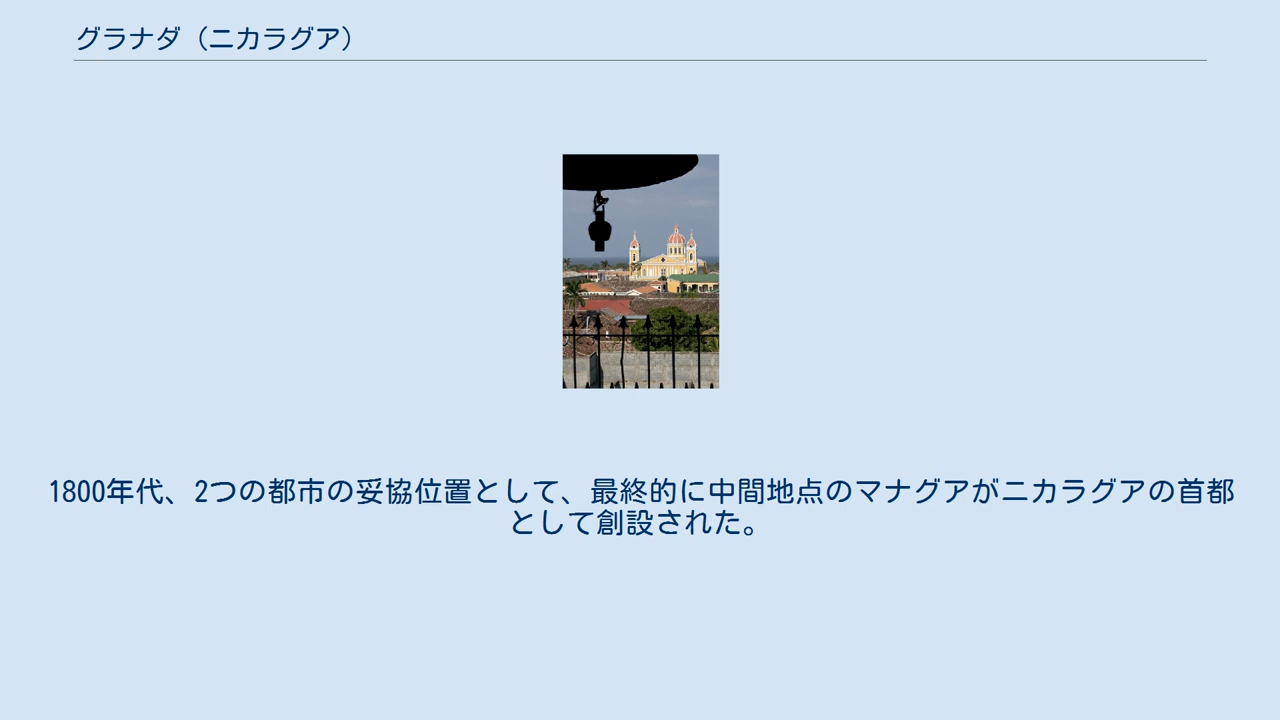 グラナダ（ニカラグア）
1800年代、2つの都市の妥協位置として、最終的に中間地点のマナグアがニカラグアの首都
として創設された。